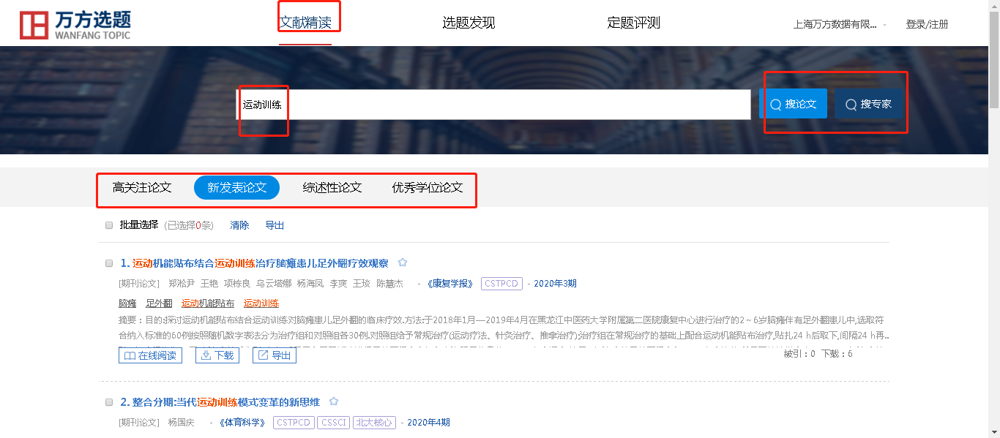 万方选题
WANFANG TOPIC
文献精读 选题发现 定题评测 上海万方数据有限... 登录/注册
运动训练 搜论文 搜专家
高关注论文 新发表论文 综述性论文 优秀学位论文
批量选择 (已选择0条) 清除 导出
1. 运动机能贴布结合运动训练治疗脑瘫患儿足外翻疗效观察
[期刊论文] 郑淞尹 王艳 项栋良 乌云塔娜 杨海凤 李爽 王琰 陈慧杰 - 《康复学报》 CSTPCD - 2020年3期
脑瘫 足外翻 运动机能贴布 运动训练
摘要：目的:探讨运动机能贴布结合运动训练对脑瘫患儿足外翻的临床疗效.方法:于2018年1月—2019年4月在黑龙江中医药大学附属第二医院康复中心进行治疗的2～6岁脑瘫伴有足外翻患儿中,选取符
合纳入标准的60例按照随机数字表法分为治疗组和对照组各30例.对照组给予常规治疗(运动疗法、针灸治疗、推拿治疗);治疗组在常规治疗的基础上配合运动机能贴布治疗,贴扎24 h后取下,间隔24 h再...
在线阅读 下载 导出 被引：0 下载：6
2. 整合分期:当代运动训练模式变革的新思维
[期刊论文] 杨国庆 - 《体育科学》 CSTPCD CSSCI 北大核心 - 2020年4期